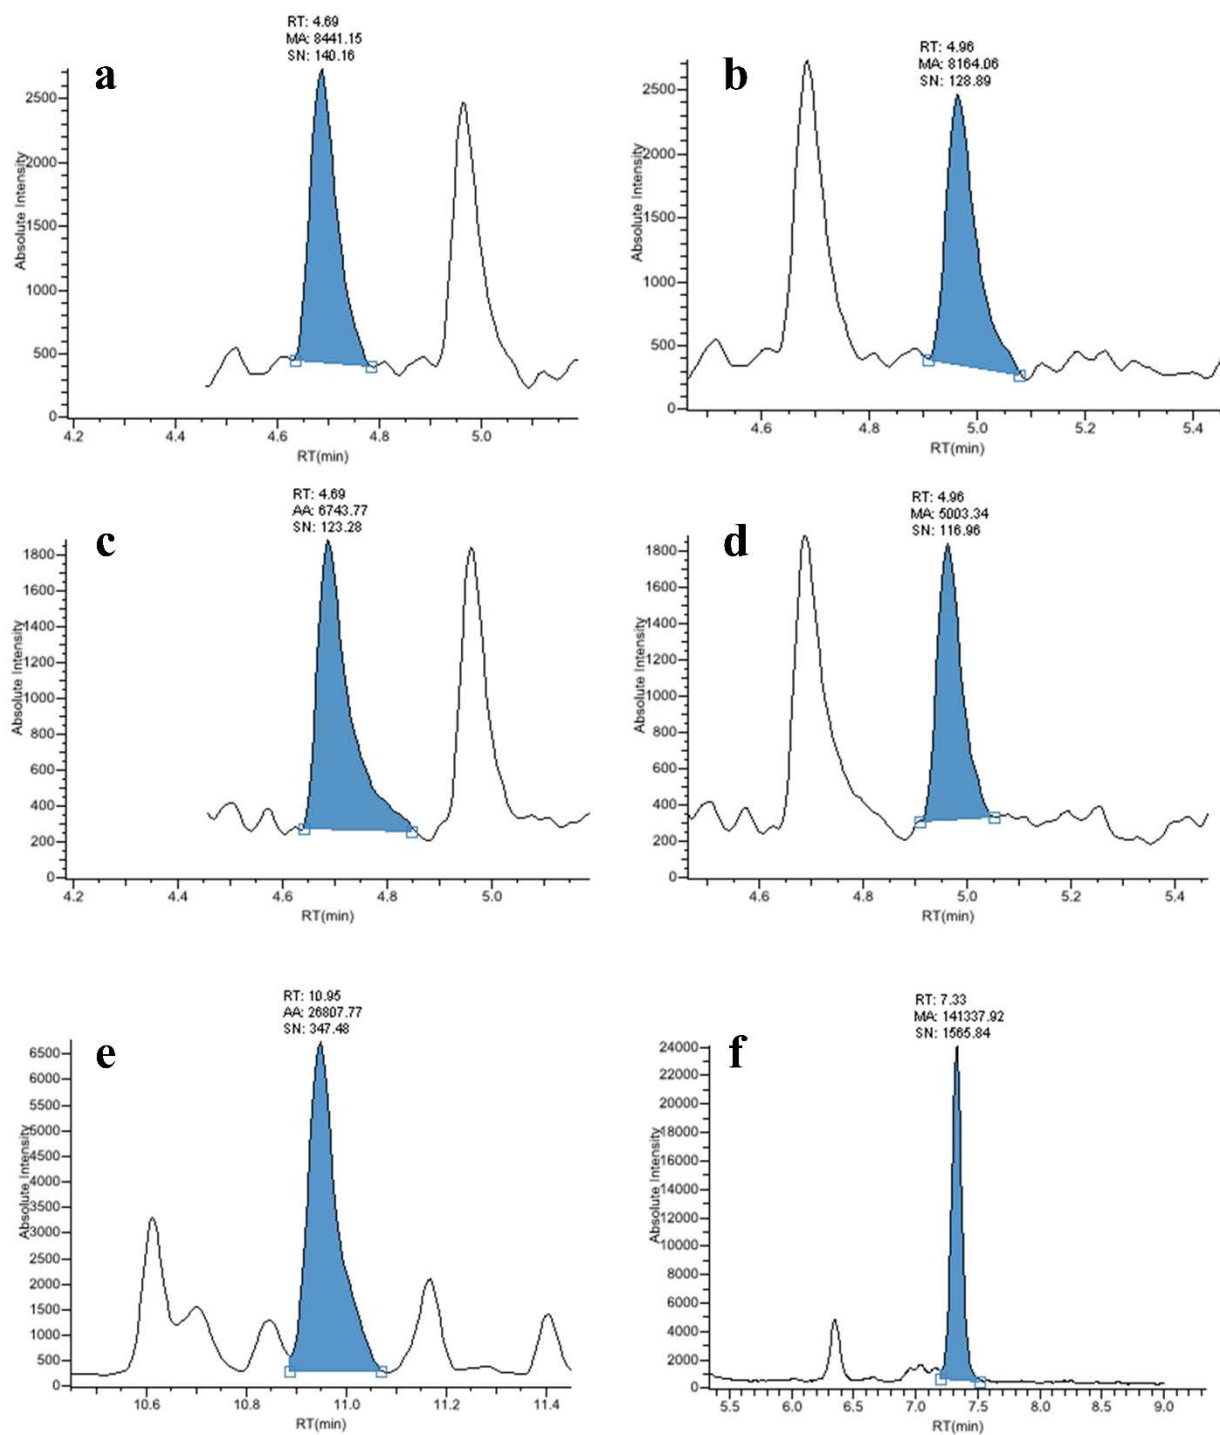 a
RT: 4.69
MA: 8441.15
SN: 140.16
Absolute Intensity
2500
2000
1500
1000
500
0
4.2 4.4 4.6 4.8 5.0
RT(min)
b
RT: 4.96
MA: 8164.06
SN: 128.89
Absolute Intensity
2500
2000
1500
1000
500
0
4.6 4.8 5.0 5.2 5.4
RT(min)
c
RT: 4.69
AA: 6743.77
SN: 123.28
Absolute Intensity
1800
1600
1400
1200
1000
800
600
400
200
0
4.2 4.4 4.6 4.8 5.0
RT(min)
d
RT: 4.96
MA: 5003.34
SN: 116.96
Absolute Intensity
1800
1600
1400
1200
1000
800
600
400
200
0
4.6 4.8 5.0 5.2 5.4
RT(min)
e
RT: 10.95
AA: 26807.77
SN: 347.48
Absolute Intensity
6500
6000
5500
5000
4500
4000
3500
3000
2500
2000
1500
1000
500
0
10.6 10.8 11.0 11.2 11.4
RT(min)
f
RT: 7.33
MA: 141337.92
SN: 1565.84
Absolute Intensity
24000
22000
20000
18000
16000
14000
12000
10000
8000
6000
4000
2000
0
5.5 6.0 6.5 7.0 7.5 8.0 8.5 9.0
RT(min)